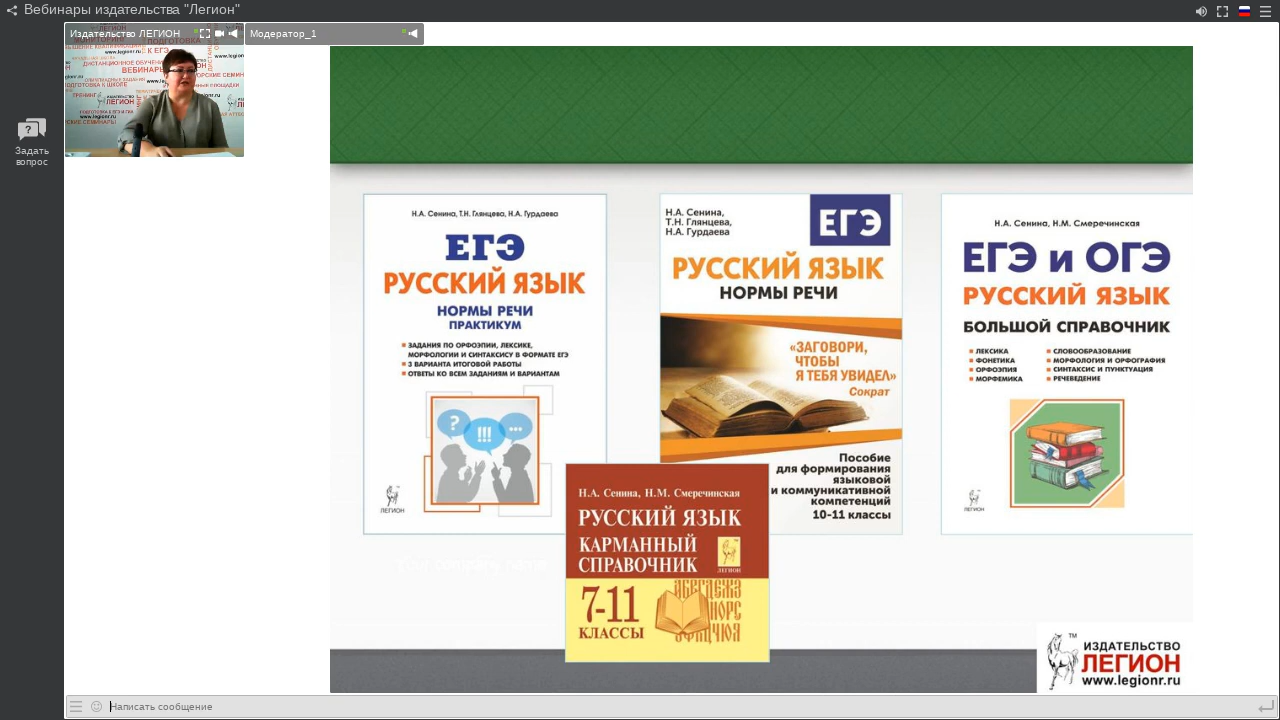 Издательство "Легион"
Издательство ЛЕГИОН
Модератор_1
Задать
вопрос
Н.А. Сенина, Т.Н. Глянцева, Н.А. Гурдаева
ЕГЭ
РУССКИЙ ЯЗЫК
НОРМЫ РЕЧИ
ПРАКТИКУМ
ЗАДАНИЯ ПО ОРФОЭПИИ, ЛЕКСИКЕ,
МОРФОЛОГИИ И СИНТАКСИСУ В ФОРМАТЕ ЕГЭ
3 ВАРИАНТА ИТОГОВОЙ РАБОТЫ
ОТВЕТЫ КО ВСЕМ ЗАДАНИЯМ И ВАРИАНТАМ
? !!! ...
ЛЕГИОН
Н.А. Сенина,
Т.Н. Глянцева,
Н.А. Гурдаева
ЕГЭ
РУССКИЙ ЯЗЫК
НОРМЫ РЕЧИ
«ЗАГОВОРИ,
ЧТОБЫ
Я ТЕБЯ УВИДЕЛ»
Сократ
Пособие
для формирования
языковой
и коммуникативной
компетенций
10-11 классы
Н.А. Сенина, Н.М. Смеречинская
ЕГЭ и ОГЭ
РУССКИЙ ЯЗЫК
БОЛЬШОЙ СПРАВОЧНИК
ЛЕКСИКА
ФОНЕТИКА
ОРФОЭПИЯ
МОРФЕМИКА
СЛОВООБРАЗОВАНИЕ
МОРФОЛОГИЯ И ОРФОГРАФИЯ
СИНТАКСИС И ПУНКТУАЦИЯ
РЕЧЕВЕДЕНИЕ
ЛЕГИОН
Н.А. Сенина, Н.М. Смеречинская
РУССКИЙ ЯЗЫК
КАРМАННЫЙ
СПРАВОЧНИК
ЛЕГИОН
7-11
КЛАССЫ
TM
ИЗДАТЕЛЬСТВО
ЛЕГИОН
www.legionr.ru
Написать сообщение